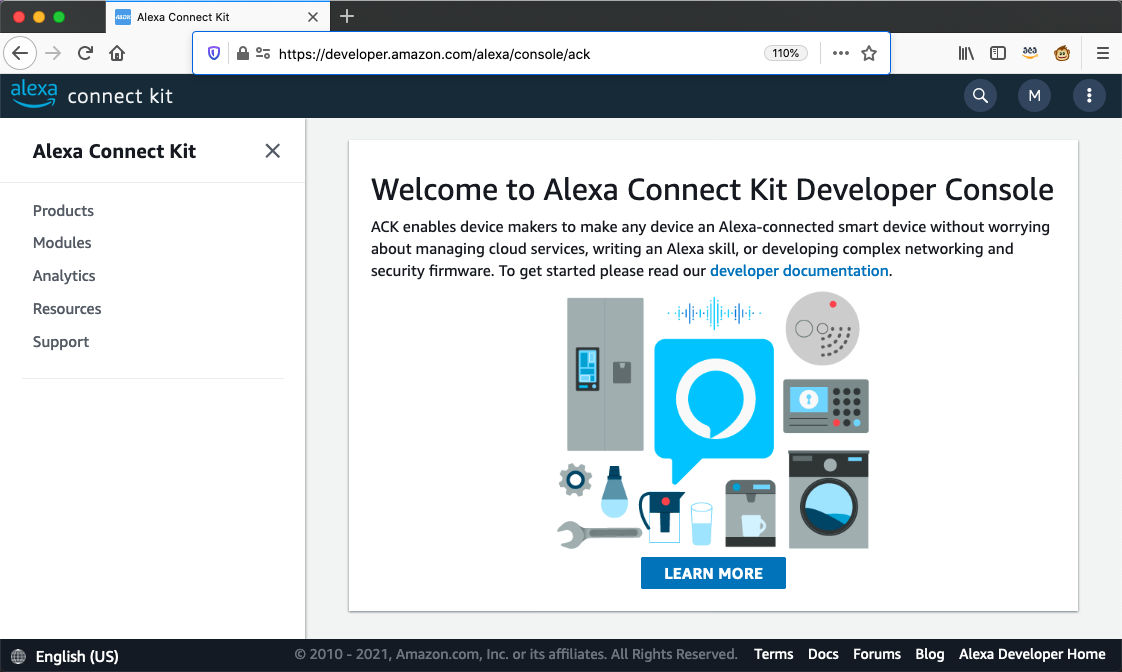 Alexa Connect Kit
https://developer.amazon.com/alexa/console/ack
110%
alexa connect kit
M
Alexa Connect Kit
Products
Modules
Analytics
Resources
Support
Welcome to Alexa Connect Kit Developer Console
ACK enables device makers to make any device an Alexa-connected smart device without worrying
about managing cloud services, writing an Alexa skill, or developing complex networking and
security firmware. To get started please read our developer documentation.
LEARN MORE
English (US)
© 2010 - 2021, Amazon.com, Inc. or its affiliates. All Rights Reserved.
Terms
Docs
Forums
Blog
Alexa Developer Home